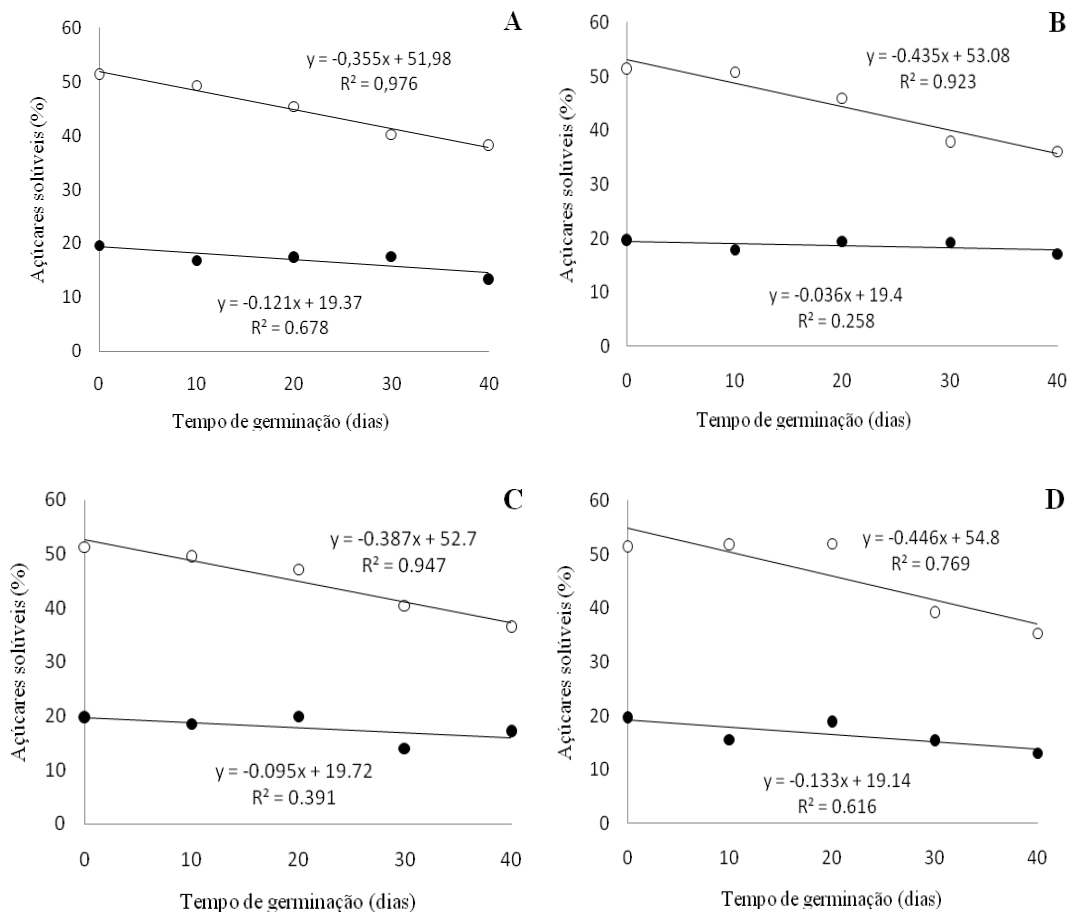 A
Açúcares solúveis (%)
60
50
40
30
20
10
0
y = -0,355x + 51,98
R² = 0,976
y = -0.121x + 19.37
R² = 0.678
0 10 20 30 40
Tempo de germinação (dias)
B
Açúcares solúveis (%)
60
50
40
30
20
10
0
y = -0.435x + 53.08
R² = 0.923
y = -0.036x + 19.4
R² = 0.258
0 10 20 30 40
Tempo de germinação (dias)
C
Açúcares solúveis (%)
60
50
40
30
20
10
0
y = -0.387x + 52.7
R² = 0.947
y = -0.095x + 19.72
R² = 0.391
0 10 20 30 40
Tempo de germinação (dias)
D
Açúcares solúveis (%)
60
50
40
30
20
10
0
y = -0.446x + 54.8
R² = 0.769
y = -0.133x + 19.14
R² = 0.616
0 10 20 30 40
Tempo de germinação (dias)